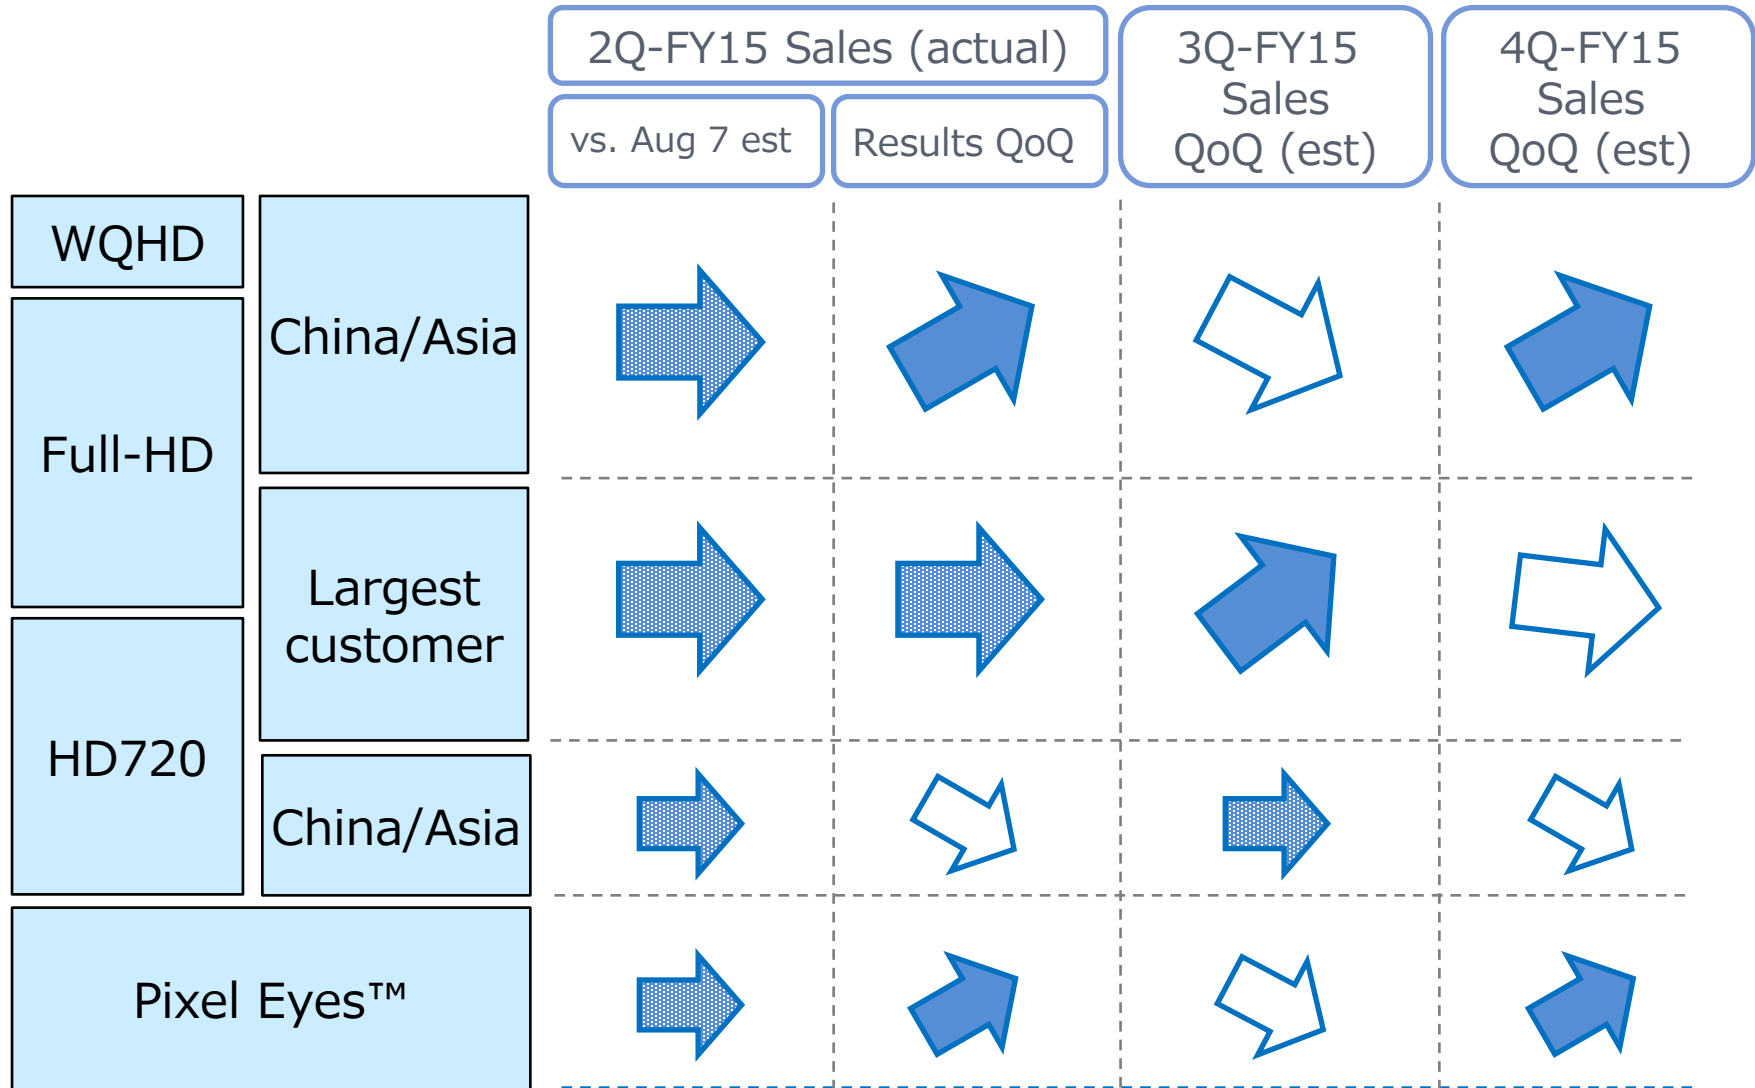 2Q-FY15 Sales (actual)
vs. Aug 7 est
Results QoQ
3Q-FY15
Sales
QoQ (est)
4Q-FY15
Sales
QoQ (est)
WQHD
Full-HD
HD720
China/Asia
Largest
customer
China/Asia
Pixel Eyes™